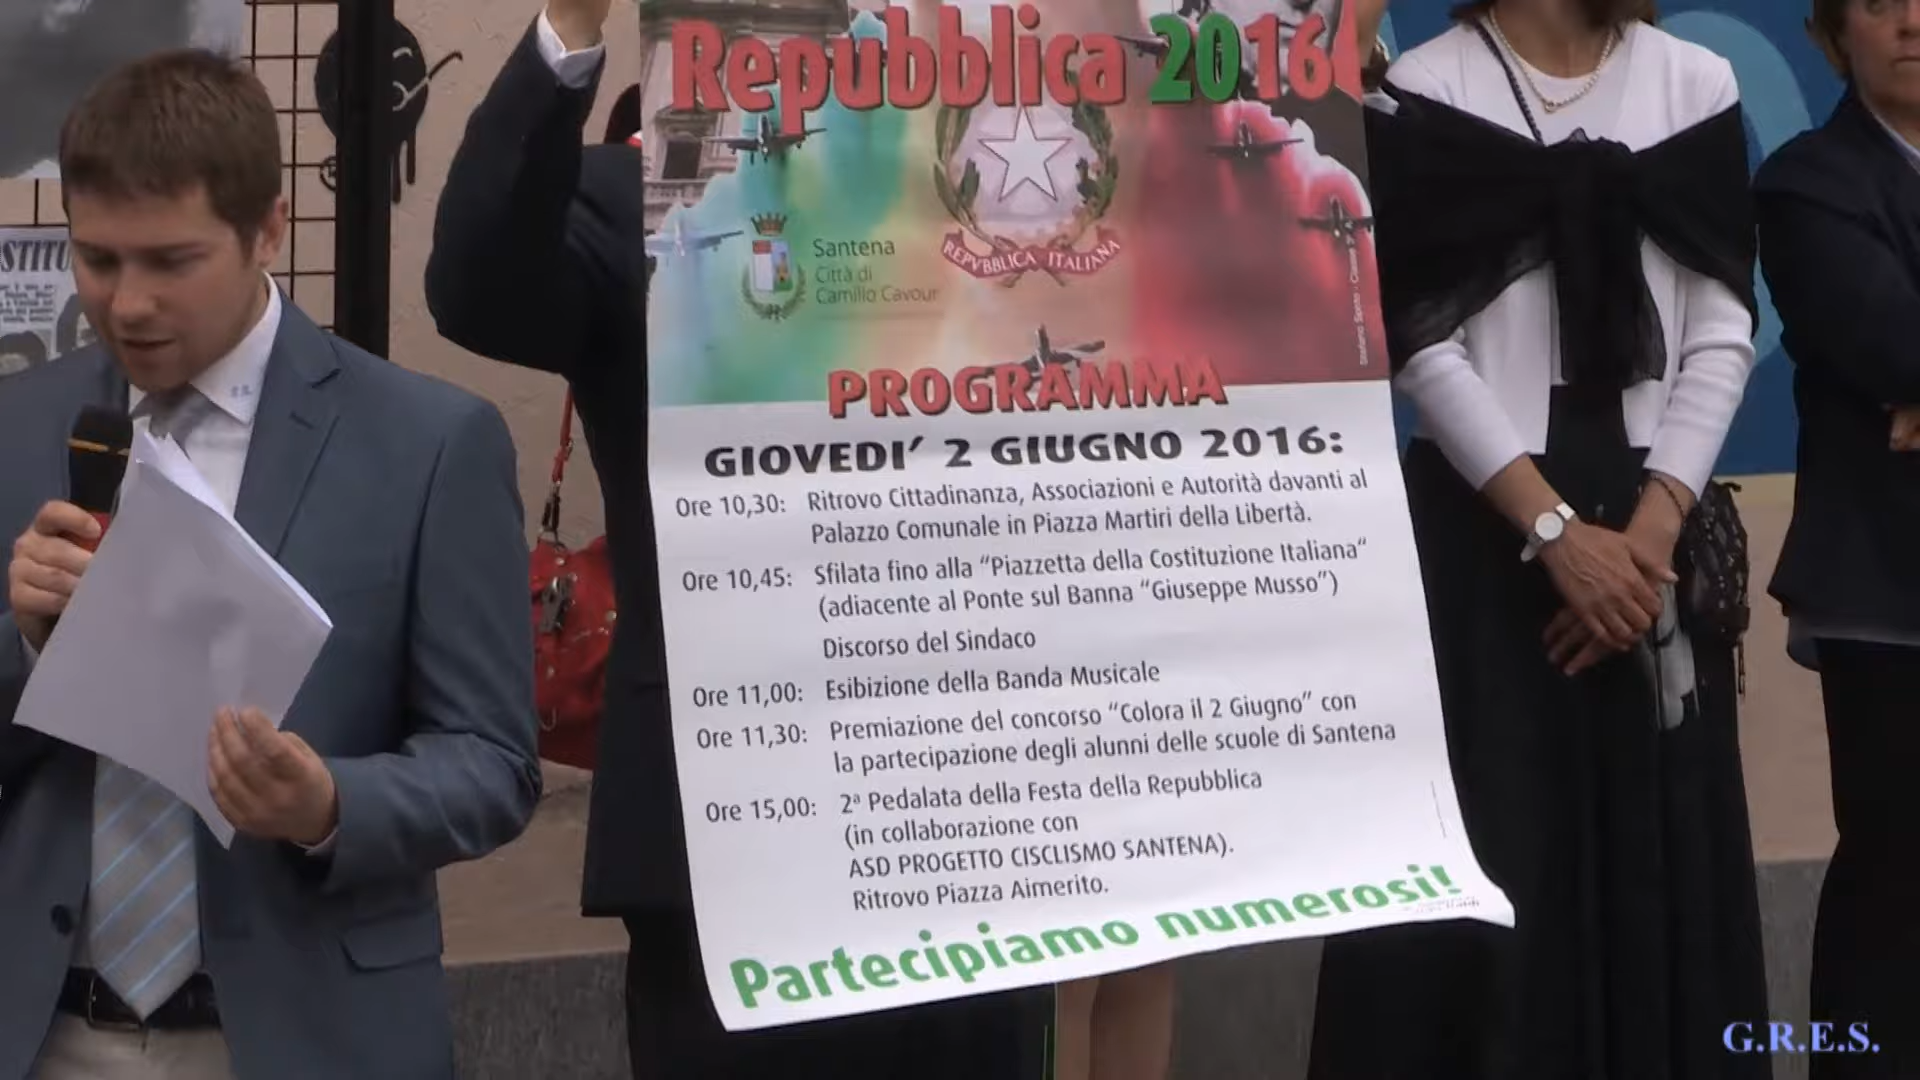 Repubblica 2016
REPVBBLICA ITALIANA
Santena
Città di
Camillo Cavour
STITU
PROGRAMMA
GIOVEDI' 2 GIUGNO 2016:
Ore 10,30: Ritrovo Cittadinanza, Associazioni e Autorità davanti al
Palazzo Comunale in Piazza Martiri della Libertà.
Ore 10,45: Sfilata fino alla "Piazzetta della Costituzione Italiana"
(adiacente al Ponte sul Banna "Giuseppe Musso")
Discorso del Sindaco
Ore 11,00: Esibizione della Banda Musicale
Ore 11,30: Premiazione del concorso "Colora il 2 Giugno" con
la partecipazione degli alunni delle scuole di Santena
Ore 15,00: 2ª Pedalata della Festa della Repubblica
(in collaborazione con
ASD PROGETTO CISCLISMO SANTENA).
Ritrovo Piazza Aimerito.
Partecipiamo numerosi!
G.R.E.S.